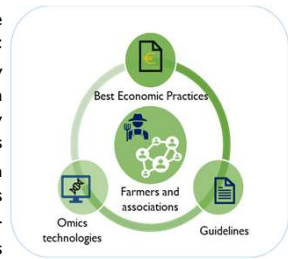 Best Economic Practices
Farmers and
associations
Omics
technologies
Guidelines